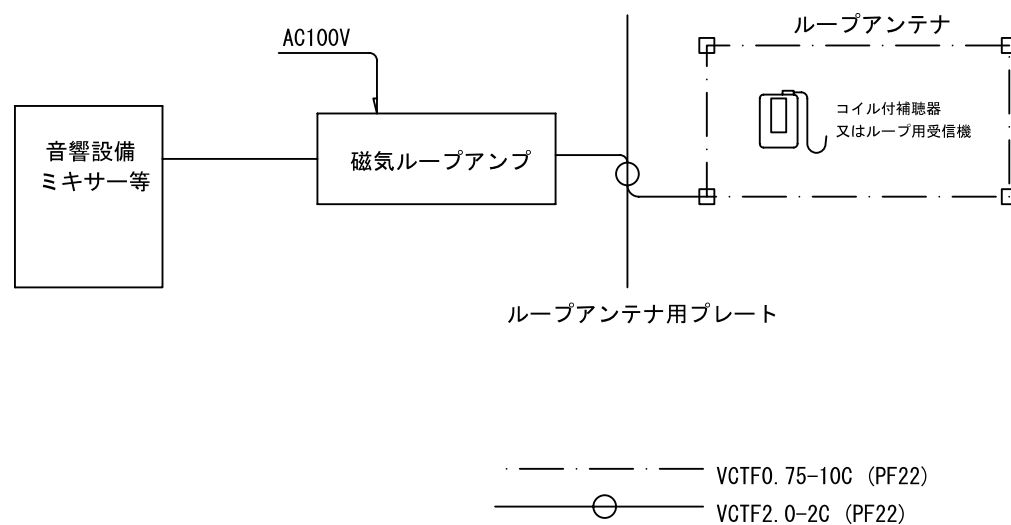 ループアンテナ
AC100V
コイル付補聴器
又はループ用受信機
音響設備
ミキサー等
磁気ループアンプ
ループアンテナ用プレート
VCTF0.75-10C (PF22)
VCTF2.0-2C (PF22)